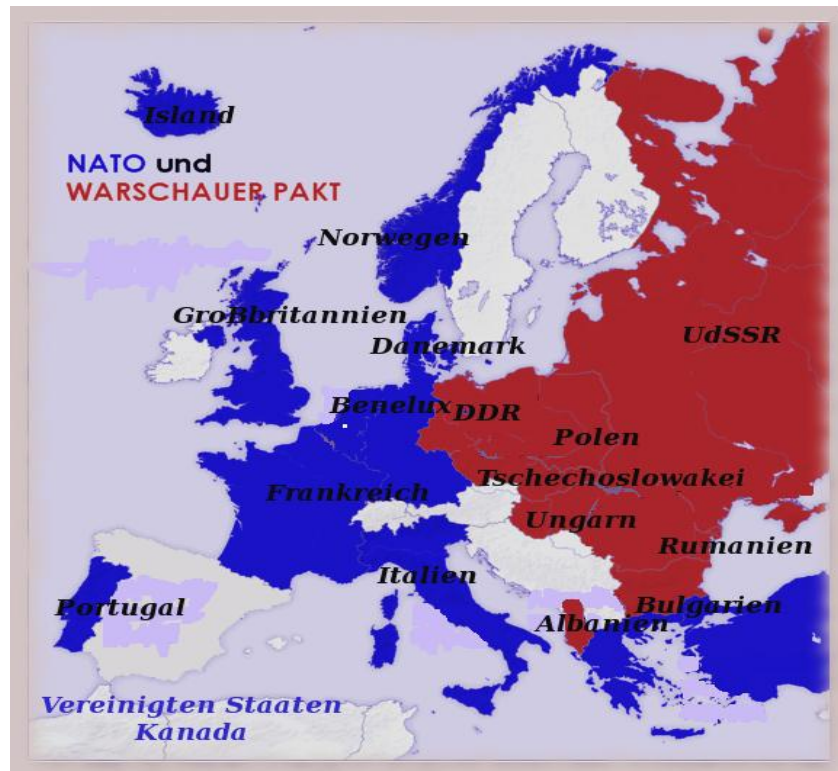 Island
NATO und
WARSCHAUER PAKT
Norwegen
Großbritannien
Danemark
UdSSR
Benelux
DDR
Polen
Tschechoslowakei
Frankreich
Ungarn
Rumanien
Italien
Portugal
Bulgarien
Albanien
Vereinigten Staaten
Kanada